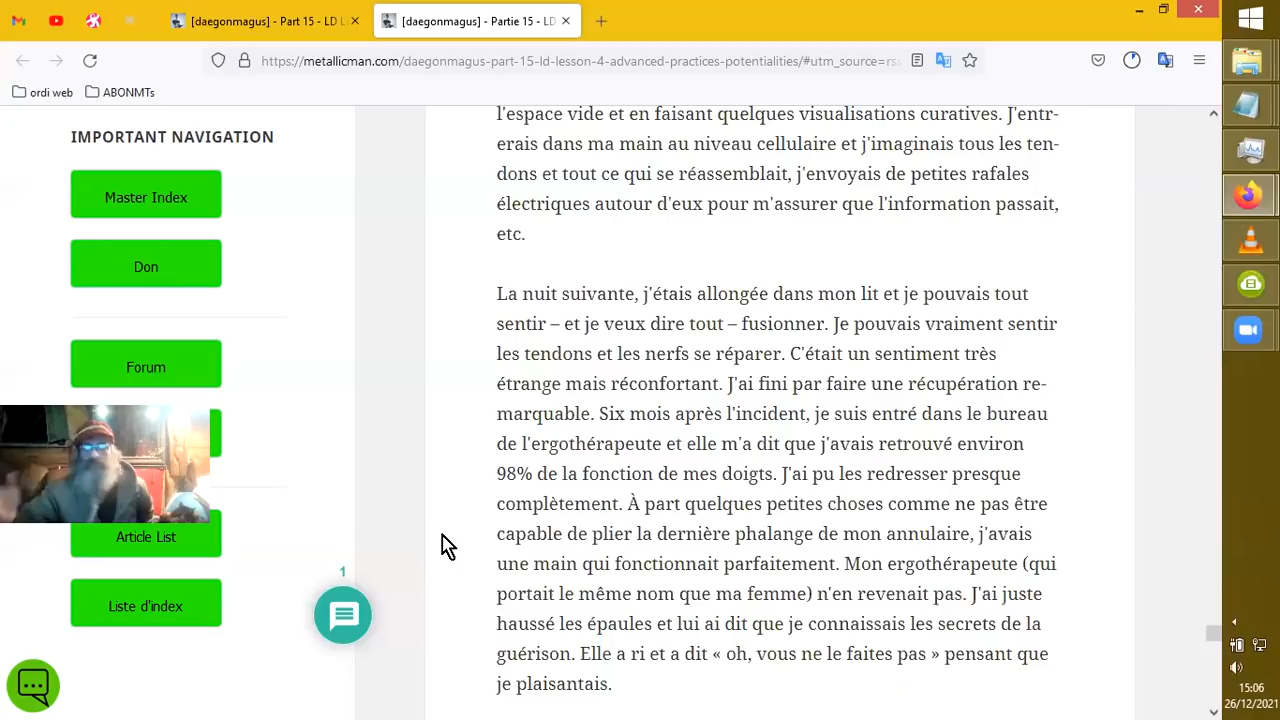 [daegonmagus] - Part 15 - LD L
[daegonmagus] - Partie 15 - LD
https://metallicman.com/daegonmagus-part-15-ld-lesson-4-advanced-practices-potentialities/#utm_source=rss
ordi web
ABONMTs
IMPORTANT NAVIGATION
Master Index
Don
Forum
Article List
Liste d'index
1
l'espace vide et en faisant quelques visualisations curatives. J'entr-
erais dans ma main au niveau cellulaire et j'imaginais tous les ten-
dons et tout ce qui se réassemblait, j'envoyais de petites rafales
électriques autour d'eux pour m'assurer que l'information passait,
etc.
La nuit suivante, j'étais allongée dans mon lit et je pouvais tout
sentir – et je veux dire tout – fusionner. Je pouvais vraiment sentir
les tendons et les nerfs se réparer. C'était un sentiment très
étrange mais réconfortant. J'ai fini par faire une récupération re-
marquable. Six mois après l'incident, je suis entré dans le bureau
de l'ergothérapeute et elle m'a dit que j'avais retrouvé environ
98% de la fonction de mes doigts. J'ai pu les redresser presque
complètement. À part quelques petites choses comme ne pas être
capable de plier la dernière phalange de mon annulaire, j'avais
une main qui fonctionnait parfaitement. Mon ergothérapeute (qui
portait le même nom que ma femme) n'en revenait pas. J'ai juste
haussé les épaules et lui ai dit que je connaissais les secrets de la
guérison. Elle a ri et a dit « oh, vous ne le faites pas » pensant que
je plaisantais.
15:06
26/12/2021